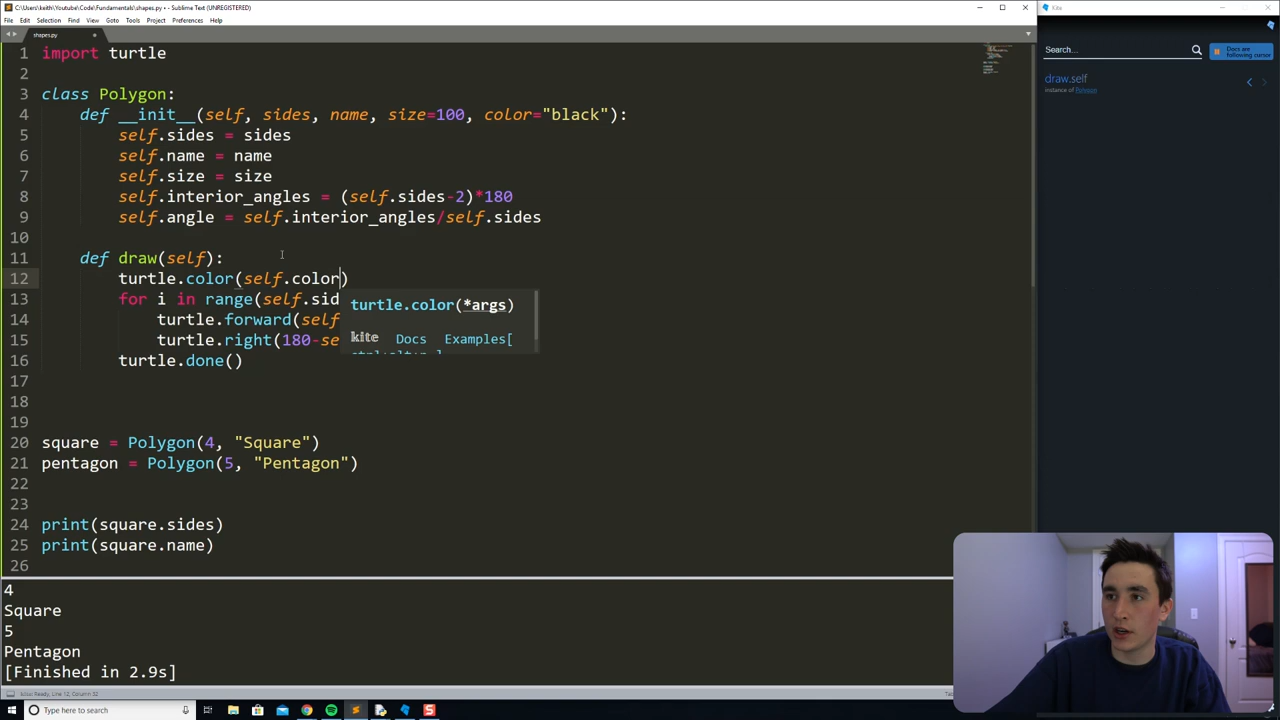 C:\Users\keith\Youtube\Code\Fundamentals\shapes.py • - Sublime Text (UNREGISTERED)
File Edit Selection Find View Goto Tools Project Preferences Help
shapes.py
1 import turtle
2
3 class Polygon:
4 def __init__(self, sides, name, size=100, color="black"):
5 self.sides = sides
6 self.name = name
7 self.size = size
8 self.interior_angles = (self.sides-2)*180
9 self.angle = self.interior_angles/self.sides
10
11 def draw(self):
12 turtle.color(self.color)
13 for i in range(self.sid
14 turtle.forward(self
15 turtle.right(180-se
16 turtle.done()
17
18
19
20 square = Polygon(4, "Square")
21 pentagon = Polygon(5, "Pentagon")
22
23
24 print(square.sides)
25 print(square.name)
26
turtle.color(*args)
kite Docs Examples[
4
Square
5
Pentagon
[Finished in 2.9s]
kite: Ready, Line 12, Column 32
Type here to search
Kite
Search...
Docs are
following cursor
draw.self
instance of Polygon